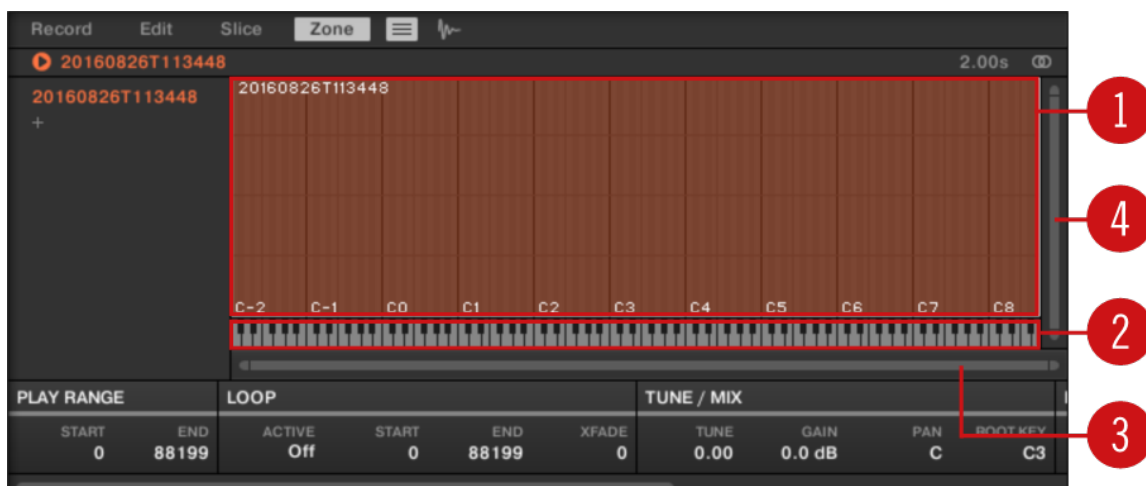 Record Edit Slice Zone
20160826T113448 2.00s
20160826T113448
+
20160826T113448
1
4
C-2 C-1 C0 C1 C2 C3 C4 C5 C6 C7 C8
2
PLAY RANGE LOOP TUNE / MIX
START END ACTIVE START END XFADE TUNE GAIN PAN ROOT KEY
0 88199 Off 0 88199 0 0.00 0.0 dB C C3
3